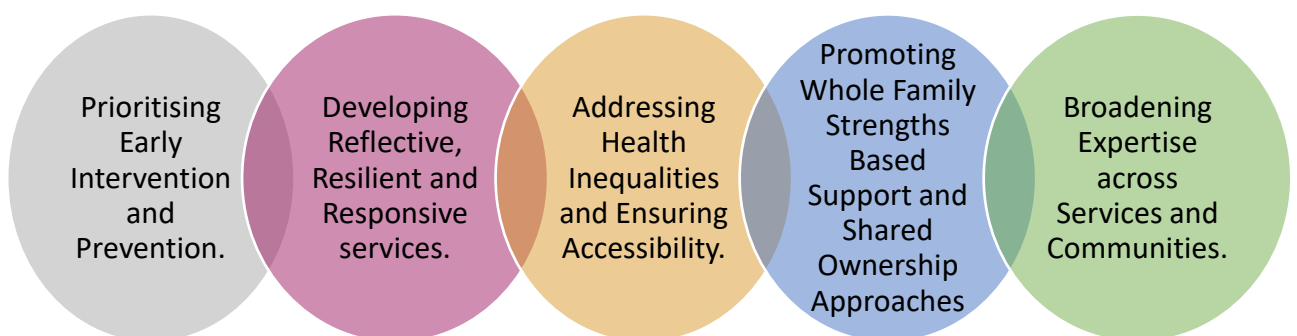 Prioritising
Early
Intervention
and
Prevention.
Developing
Reflective,
Resilient and
Responsive
services.
Addressing
Health
Inequalities
and Ensuring
Accessibility.
Promoting
Whole Family
Strengths
Based
Support and
Shared
Ownership
Approaches
Broadening
Expertise
across
Services and
Communities.